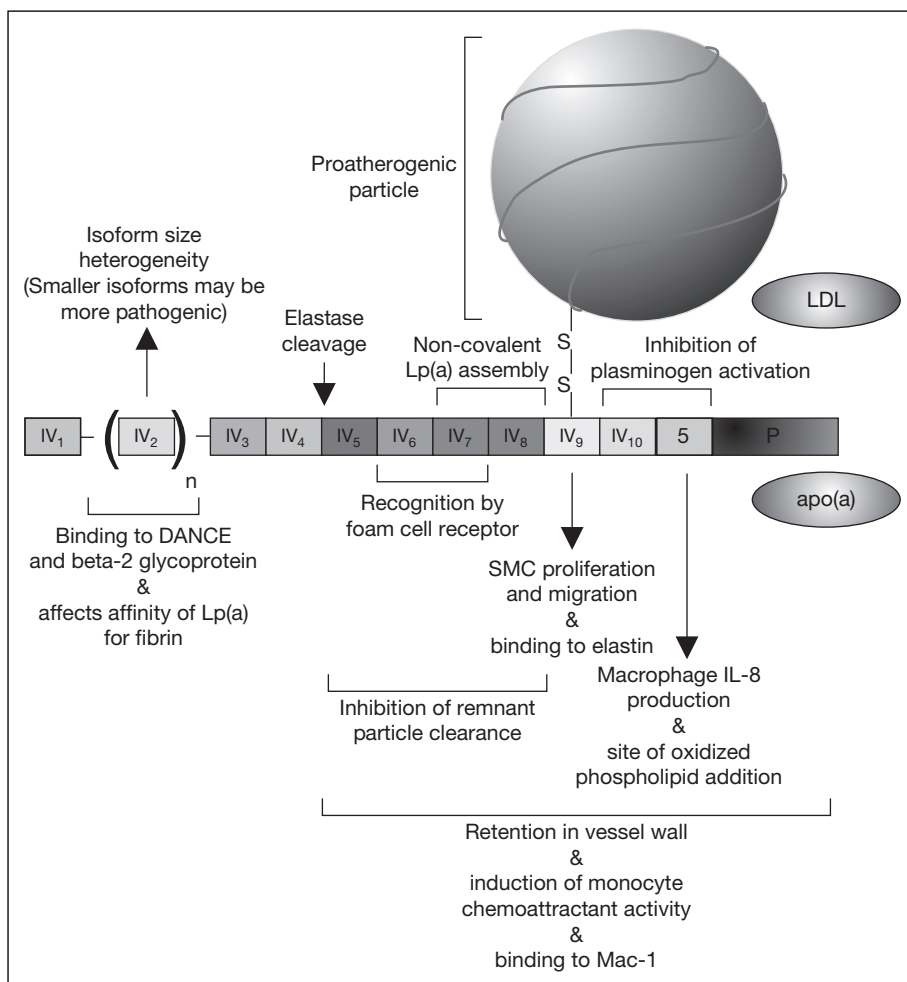 Proatherogenic
particle
Isoform size
heterogeneity
(Smaller isoforms may be
more pathogenic)
LDL
Elastase
cleavage
Non-covalent
Lp(a) assembly
S
S
Inhibition of
plasminogen activation
IV1 ( IV2 ) n IV3 IV4 IV5 IV6 IV7 IV8 IV9 IV10 5 P
apo(a)
Binding to DANCE
and beta-2 glycoprotein
&
affects affinity of Lp(a)
for fibrin
Recognition by
foam cell receptor
SMC proliferation
and migration
&
binding to elastin
Inhibition of remnant
particle clearance
Macrophage IL-8
production
&
site of oxidized
phospholipid addition
Retention in vessel wall
&
induction of monocyte
chemoattractant activity
&
binding to Mac-1